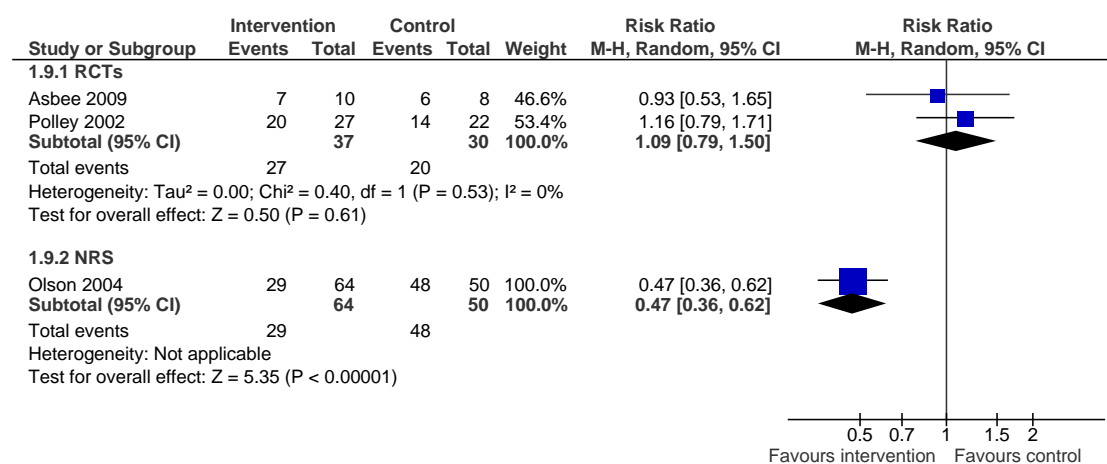 Intervention Control Risk Ratio Risk Ratio
Study or Subgroup Events Total Events Total Weight M-H, Random, 95% CI M-H, Random, 95% CI
1.9.1 RCTs
Asbee 2009 7 10 6 8 46.6% 0.93 [0.53, 1.65]
Polley 2002 20 27 14 22 53.4% 1.16 [0.79, 1.71]
Subtotal (95% CI) 37 30 100.0% 1.09 [0.79, 1.50]
Total events 27 20
Heterogeneity: Tau² = 0.00; Chi² = 0.40, df = 1 (P = 0.53); I² = 0%
Test for overall effect: Z = 0.50 (P = 0.61)
1.9.2 NRS
Olson 2004 29 64 48 50 100.0% 0.47 [0.36, 0.62]
Subtotal (95% CI) 64 50 100.0% 0.47 [0.36, 0.62]
Total events 29 48
Heterogeneity: Not applicable
Test for overall effect: Z = 5.35 (P < 0.00001)
0.5 0.7 1 1.5 2
Favours intervention Favours control